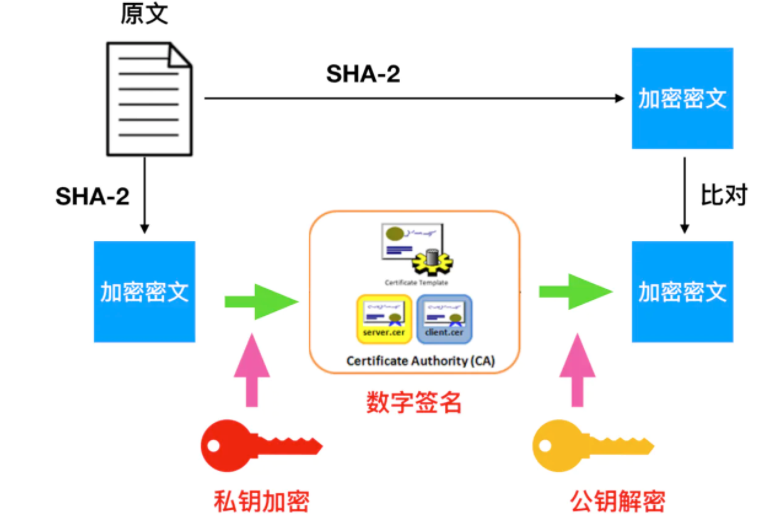 原文
SHA-2
加密密文
SHA-2
比对
加密密文
Certificate Template
server.cer
client.cer
Certificate Authority (CA)
加密密文
数字签名
私钥加密
公钥解密